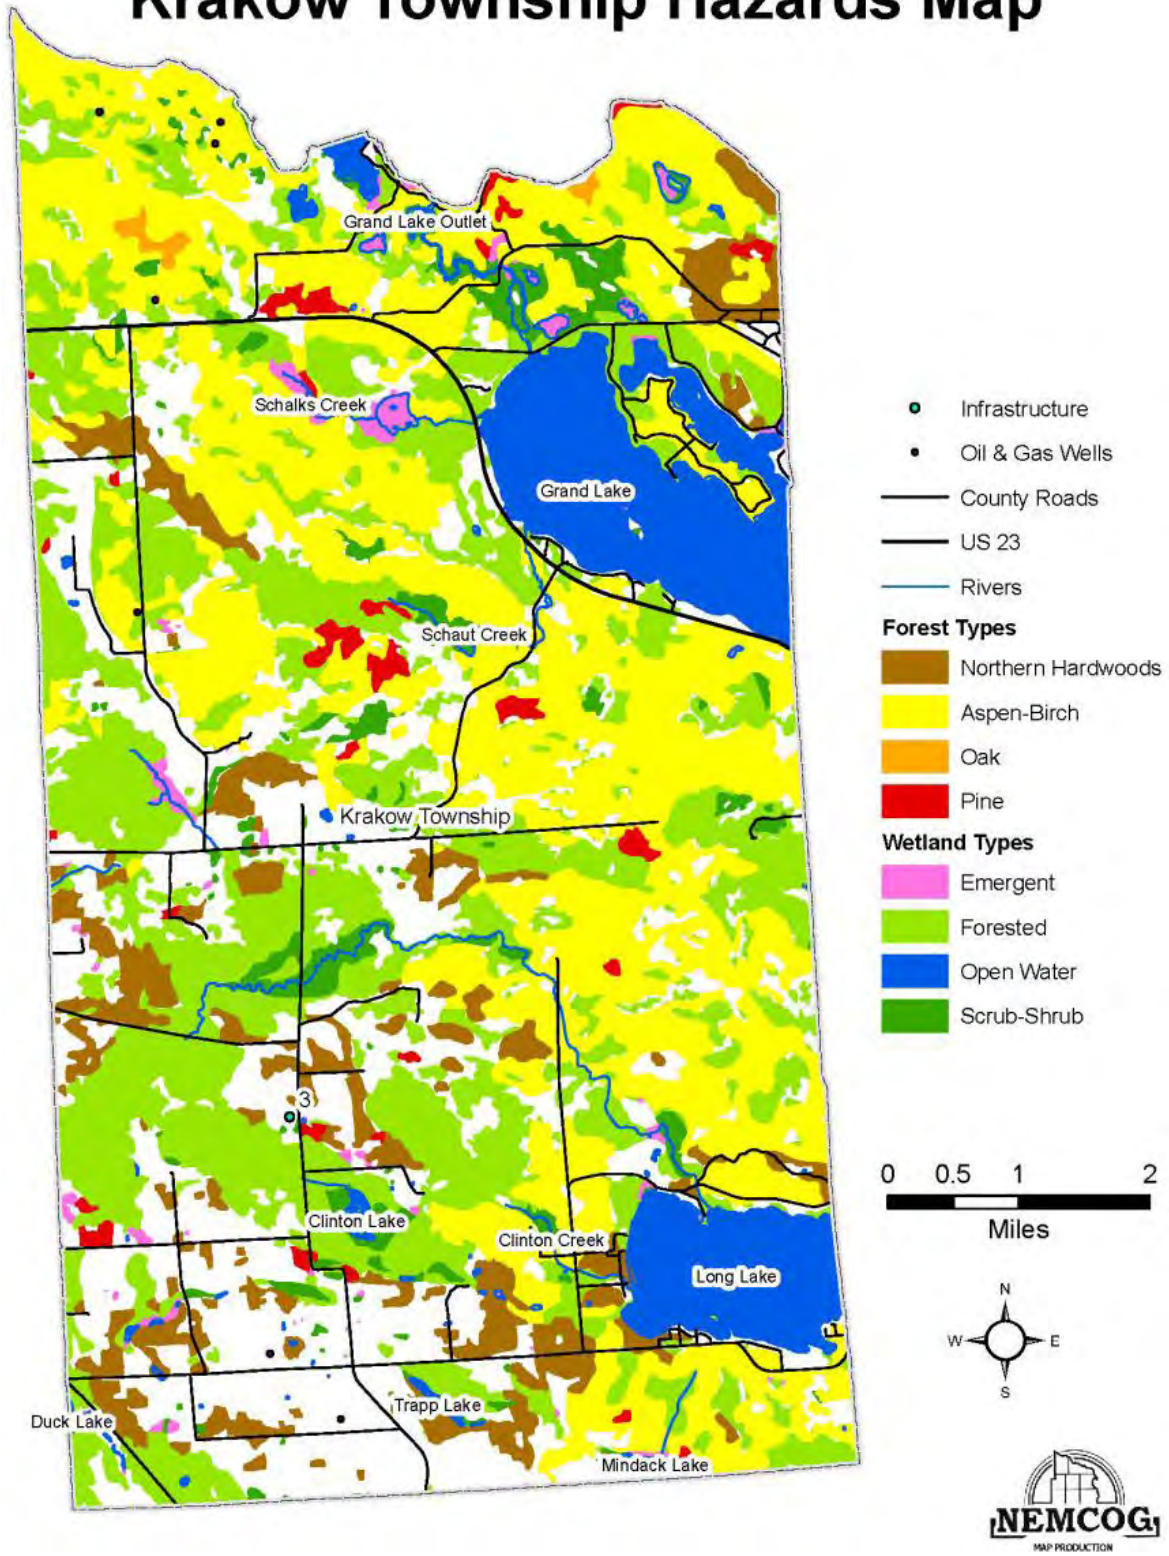 Krakow Township Hazards Map
Grand Lake Outlet
Schalks Creek
Grand Lake
Schaut Creek
Krakow Township
3
Clinton Lake
Clinton Creek
Long Lake
Duck Lake
Trapp Lake
Mindack Lake
Infrastructure
Oil & Gas Wells
County Roads
US 23
Rivers
Forest Types
Northern Hardwoods
Aspen-Birch
Oak
Pine
Wetland Types
Emergent
Forested
Open Water
Scrub-Shrub
0 0.5 1 2
Miles
N
W E
S
NEMCOG
MAP PRODUCTION